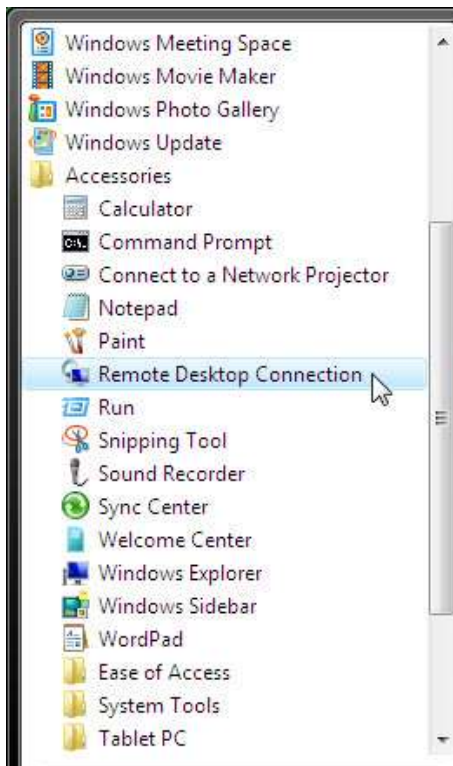 Windows Meeting Space
Windows Movie Maker
Windows Photo Gallery
Windows Update
Accessories
Calculator
Command Prompt
Connect to a Network Projector
Notepad
Paint
Remote Desktop Connection
Run
Snipping Tool
Sound Recorder
Sync Center
Welcome Center
Windows Explorer
Windows Sidebar
WordPad
Ease of Access
System Tools
Tablet PC